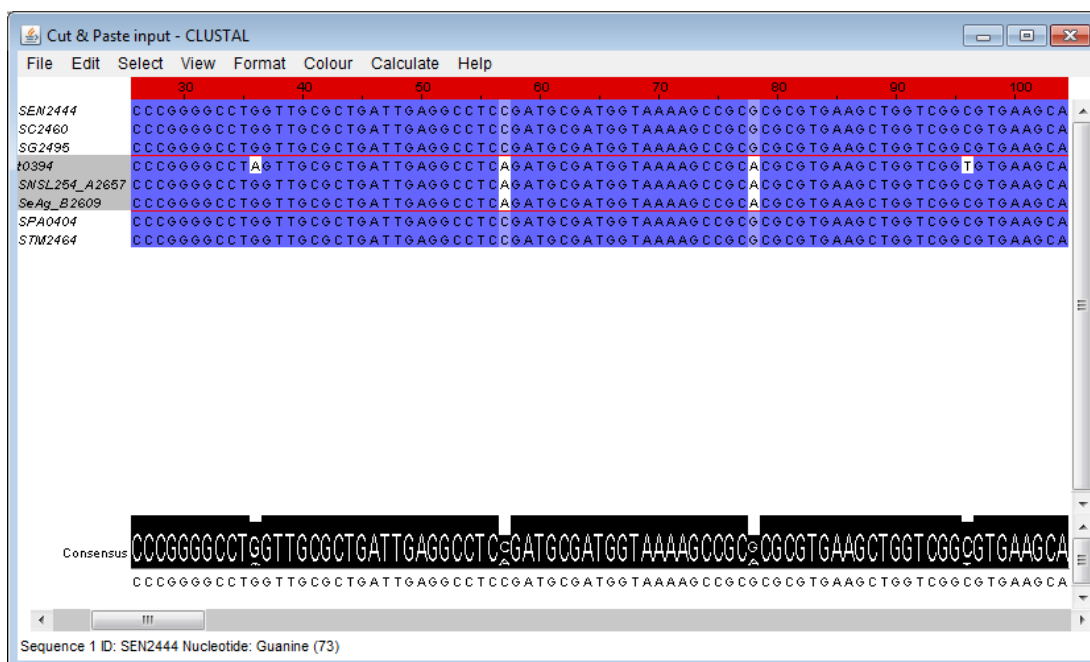 Cut & Paste input - CLUSTAL
File Edit Select View Format Colour Calculate Help
30 40 50 60 70 80 90 100
SEN2444 CCCGGGGCCTGGTTGCGCTGATTGAGGCCTCCGATGCGATGGTAAAAGCCGCGCGCGTGAAGCTGGTCGGCGTGAAGCA
SC2460 CCCGGGGCCTGGTTGCGCTGATTGAGGCCTCCGATGCGATGGTAAAAGCCGCGCGCGTGAAGCTGGTCGGCGTGAAGCA
SG2495 CCCGGGGCCTGGTTGCGCTGATTGAGGCCTCCGATGCGATGGTAAAAGCCGCGCGCGTGAAGCTGGTCGGCGTGAAGCA
t0394 CCCGGGGCCTAGTTGCGCTGATTGAGGCCTCAGATGCGATGGTAAAAGCCGCACGCGTGAAGCTGGTCGGTGTGAAGCA
SNSL254_A2657 CCCGGGGCCTGGTTGCGCTGATTGAGGCCTCAGATGCGATGGTAAAAGCCGCACGCGTGAAGCTGGTCGGCGTGAAGCA
SeAg_B2609 CCCGGGGCCTGGTTGCGCTGATTGAGGCCTCAGATGCGATGGTAAAAGCCGCACGCGTGAAGCTGGTCGGCGTGAAGCA
SPA0404 CCCGGGGCCTGGTTGCGCTGATTGAGGCCTCCGATGCGATGGTAAAAGCCGCGCGCGTGAAGCTGGTCGGCGTGAAGCA
STM2464 CCCGGGGCCTGGTTGCGCTGATTGAGGCCTCCGATGCGATGGTAAAAGCCGCGCGCGTGAAGCTGGTCGGCGTGAAGCA
Consensus CCCGGGGCCTGGTTGCGCTGATTGAGGCCTCCGATGCGATGGTAAAAGCCGCGCGCGTGAAGCTGGTCGGCGTGAAGCA
CCCGGGGCCTGGTTGCGCTGATTGAGGCCTCCGATGCGATGGTAAAAGCCGCGCGCGTGAAGCTGGTCGGCGTGAAGCA
Sequence 1 ID: SEN2444 Nucleotide: Guanine (73)